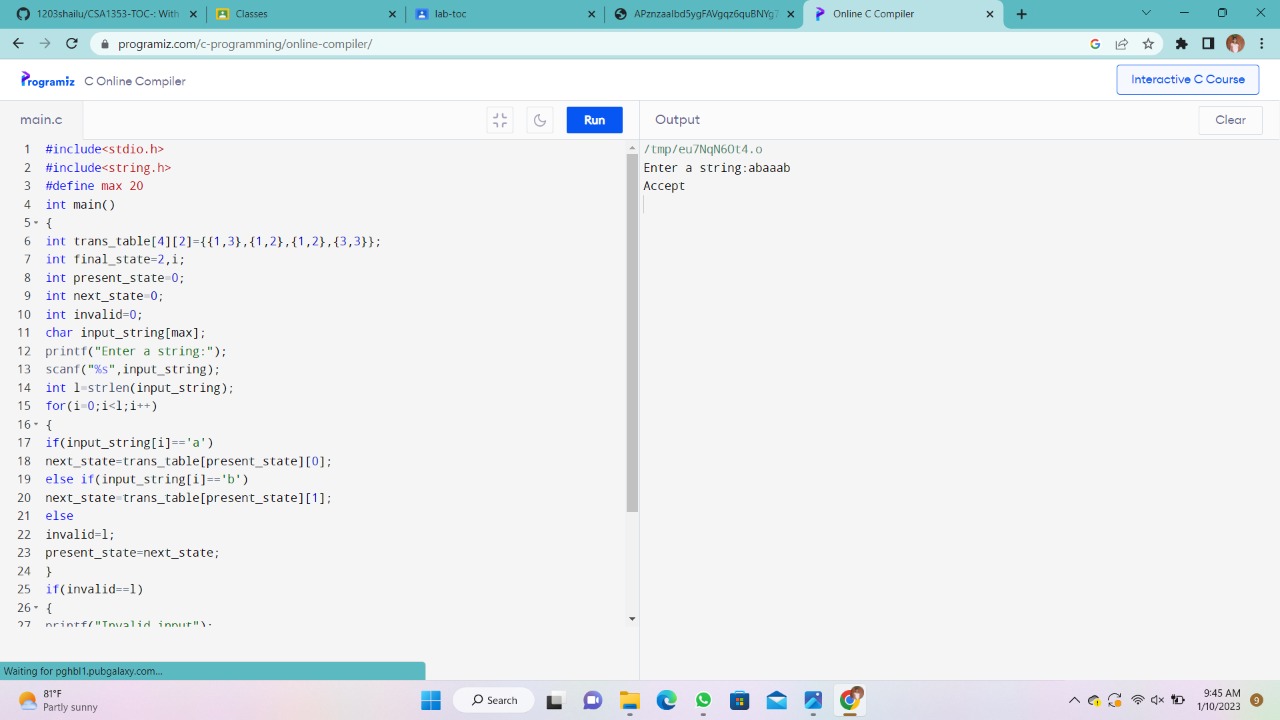 1203shailu/CSA1353-TOC-: With
Classes
lab-toc
APznzaaIbd5ygFAVgqz6quBNYg7
Online C Compiler
programiz.com/c-programming/online-compiler/
Programiz
C Online Compiler
Interactive C Course
main.c
Run
Output
Clear
1 #include<stdio.h>
2 #include<string.h>
3 #define max 20
4 int main()
5 {
6 int trans_table[4][2]={{1,3},{1,2},{1,2},{3,3}};
7 int final_state=2,i;
8 int present_state=0;
9 int next_state=0;
10 int invalid=0;
11 char input_string[max];
12 printf("Enter a string:");
13 scanf("%s",input_string);
14 int l=strlen(input_string);
15 for(i=0;i<l;i++)
16 {
17 if(input_string[i]=='a')
18 next_state=trans_table[present_state][0];
19 else if(input_string[i]=='b')
20 next_state=trans_table[present_state][1];
21 else
22 invalid=l;
23 present_state=next_state;
24 }
25 if(invalid==l)
26 {
27 printf("Invalid input");
/tmp/eu7NqN6Ot4.o
Enter a string:abaaab
Accept
Waiting for pghbl1.pubgalaxy.com...
81°F
Partly sunny
Search
9:45 AM
1/10/2023
9